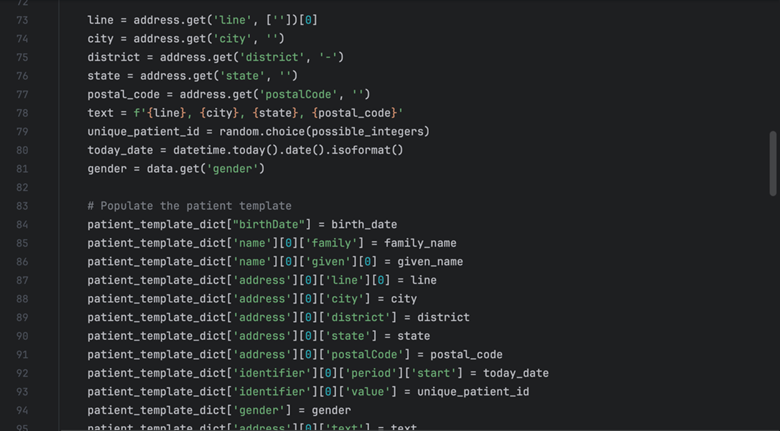 72
73 line = address.get('line', [''])[0]
74 city = address.get('city', '')
75 district = address.get('district', '-')
76 state = address.get('state', '')
77 postal_code = address.get('postalCode', '')
78 text = f'{line}, {city}, {state}, {postal_code}'
79 unique_patient_id = random.choice(possible_integers)
80 today_date = datetime.today().date().isoformat()
81 gender = data.get('gender')
82
83 # Populate the patient template
84 patient_template_dict["birthDate"] = birth_date
85 patient_template_dict['name'][0]['family'] = family_name
86 patient_template_dict['name'][0]['given'][0] = given_name
87 patient_template_dict['address'][0]['line'][0] = line
88 patient_template_dict['address'][0]['city'] = city
89 patient_template_dict['address'][0]['district'] = district
90 patient_template_dict['address'][0]['state'] = state
91 patient_template_dict['address'][0]['postalCode'] = postal_code
92 patient_template_dict['identifier'][0]['period']['start'] = today_date
93 patient_template_dict['identifier'][0]['value'] = unique_patient_id
94 patient_template_dict['gender'] = gender
95 patient_template_dict['address'][0]['text'] = text